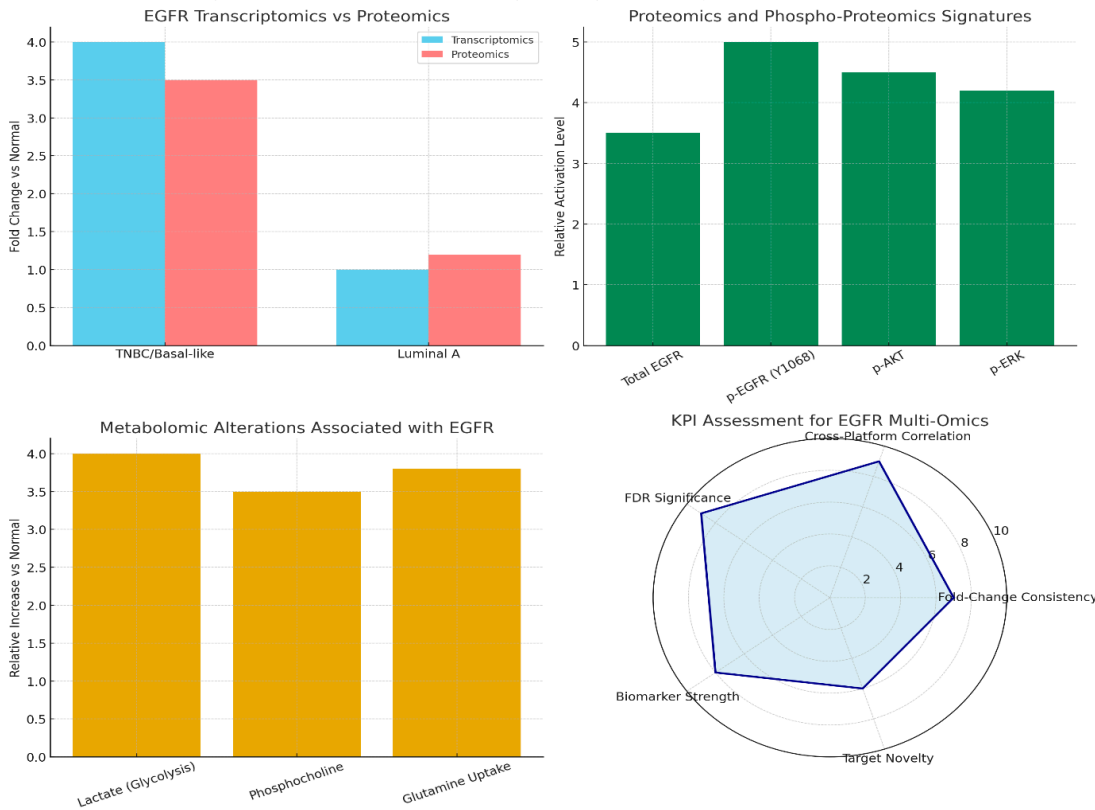 EGFR Transcriptomics vs Proteomics
Fold Change vs Normal
4.0
3.5
3.0
2.5
2.0
1.5
1.0
0.5
0.0
Transcriptomics
Proteomics
TNBC/Basal-like
Luminal A
Proteomics and Phospho-Proteomics Signatures
Relative Activation Level
5
4
3
2
1
0
Total EGFR
p-EGFR (Y1068)
p-AKT
p-ERK
Metabolomic Alterations Associated with EGFR
Relative Increase vs Normal
4.0
3.5
3.0
2.5
2.0
1.5
1.0
0.5
0.0
Lactate (Glycolysis)
Phosphocholine
Glutamine Uptake
KPI Assessment for EGFR Multi-Omics
Cross-Platform Correlation
FDR Significance
10
8
6
4
2
Fold-Change Consistency
Biomarker Strength
Target Novelty